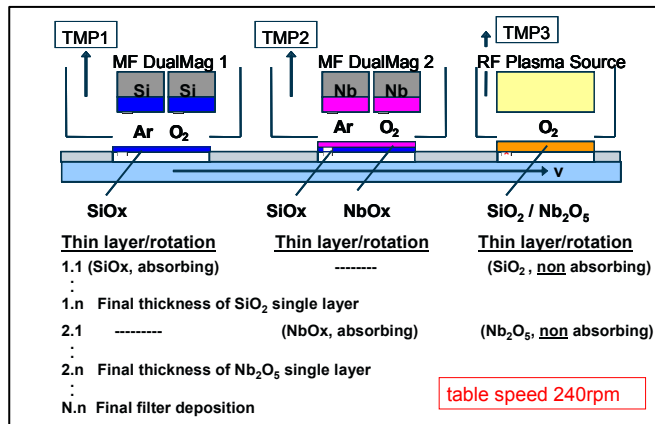 TMP1 TMP2 TMP3
MF DualMag 1 MF DualMag 2 RF Plasma Source
Si Si Nb Nb
Ar O₂ Ar O₂ O₂
v
SiOx SiOx NbOx SiO₂ / Nb₂O₅
Thin layer/rotation Thin layer/rotation Thin layer/rotation
1.1 (SiOx, absorbing) -------- (SiO₂ , non absorbing)
:
1.n Final thickness of SiO₂ single layer
2.1 --------- (NbOx, absorbing) (Nb₂O₅, non absorbing)
:
2.n Final thickness of Nb₂O₅ single layer
:
N.n Final filter deposition
table speed 240rpm